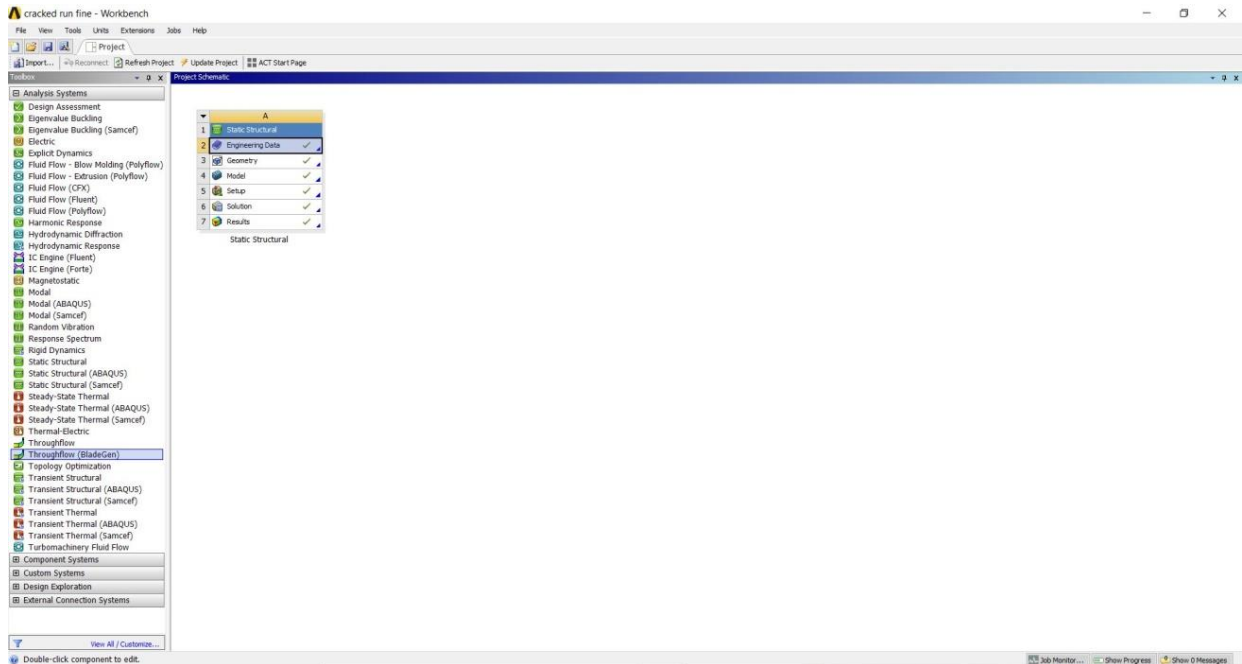 cracked run fine - Workbench
File View Tools Units Extensions Jobs Help
Project
Import... Reconnect Refresh Project Update Project ACT Start Page
Toolbox
Project Schematic
Analysis Systems
Design Assessment
Eigenvalue Buckling
Eigenvalue Buckling (Samcef)
Electric
Explicit Dynamics
Fluid Flow - Blow Molding (Polyflow)
Fluid Flow - Extrusion (Polyflow)
Fluid Flow (CFX)
Fluid Flow (Fluent)
Fluid Flow (Polyflow)
Harmonic Response
Hydrodynamic Diffraction
Hydrodynamic Response
IC Engine (Fluent)
IC Engine (Forte)
Magnetostatic
Modal
Modal (ABAQUS)
Modal (Samcef)
Random Vibration
Response Spectrum
Rigid Dynamics
Static Structural
Static Structural (ABAQUS)
Static Structural (Samcef)
Steady-State Thermal
Steady-State Thermal (ABAQUS)
Steady-State Thermal (Samcef)
Thermal-Electric
Throughflow
Throughflow (BladeGen)
Topology Optimization
Transient Structural
Transient Structural (ABAQUS)
Transient Structural (Samcef)
Transient Thermal
Transient Thermal (ABAQUS)
Transient Thermal (Samcef)
Turbomachinery Fluid Flow
Component Systems
Custom Systems
Design Exploration
External Connection Systems
View All / Customize...
A
1 Static Structural
2 Engineering Data
3 Geometry
4 Model
5 Setup
6 Solution
7 Results
Static Structural
Double-click component to edit.
Job Monitor... Show Progress Show 0 Messages